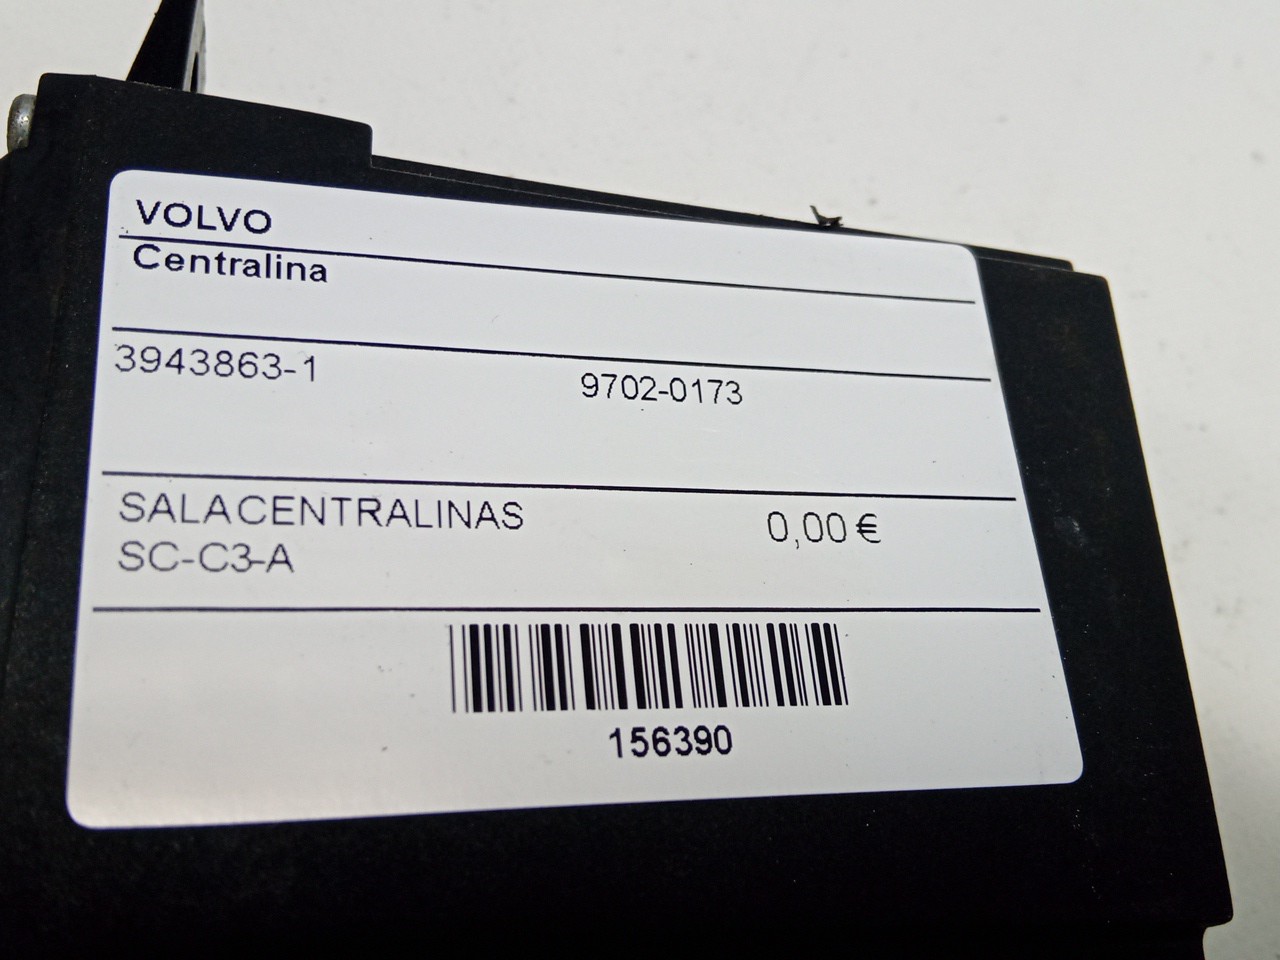 VOLVO
Centralina
3943863-1 9702-0173
SALACENTRALINAS 0,00 €
SC-C3-A
156390